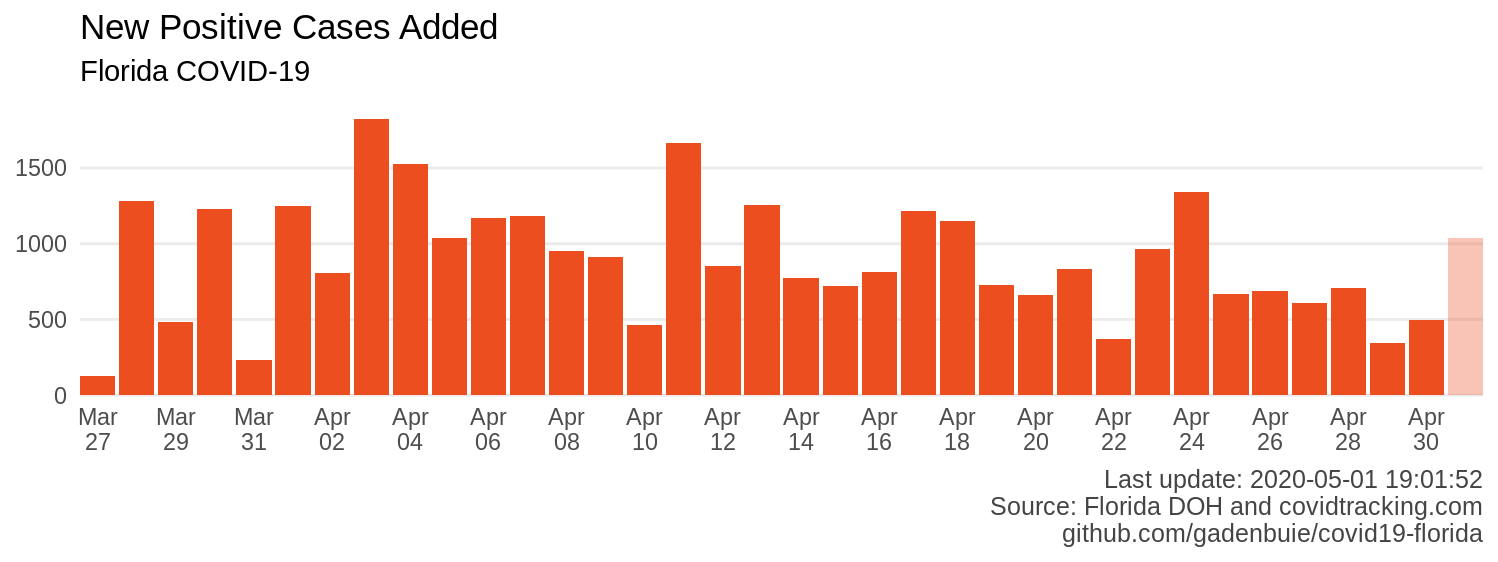 New Positive Cases Added
Florida COVID-19
1500
1000
500
0
Mar Mar Mar Apr Apr Apr Apr Apr Apr Apr Apr Apr Apr Apr Apr Apr Apr Apr
27 29 31 02 04 06 08 10 12 14 16 18 20 22 24 26 28 30
Last update: 2020-05-01 19:01:52
Source: Florida DOH and covidtracking.com
github.com/gadenbuie/covid19-florida